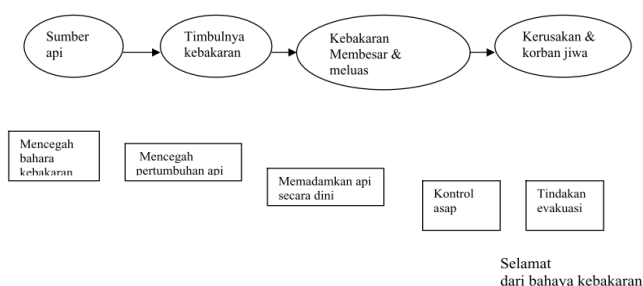 Sumber
api
Timbulnya
kebakaran
Kebakaran
Membesar &
meluas
Kerusakan &
korban jiwa
Mencegah
bahara
kebakaran
Mencegah
pertumbuhan api
Memadamkan api
secara dini
Kontrol
asap
Tindakan
evakuasi
Selamat
dari bahaya kebakaran